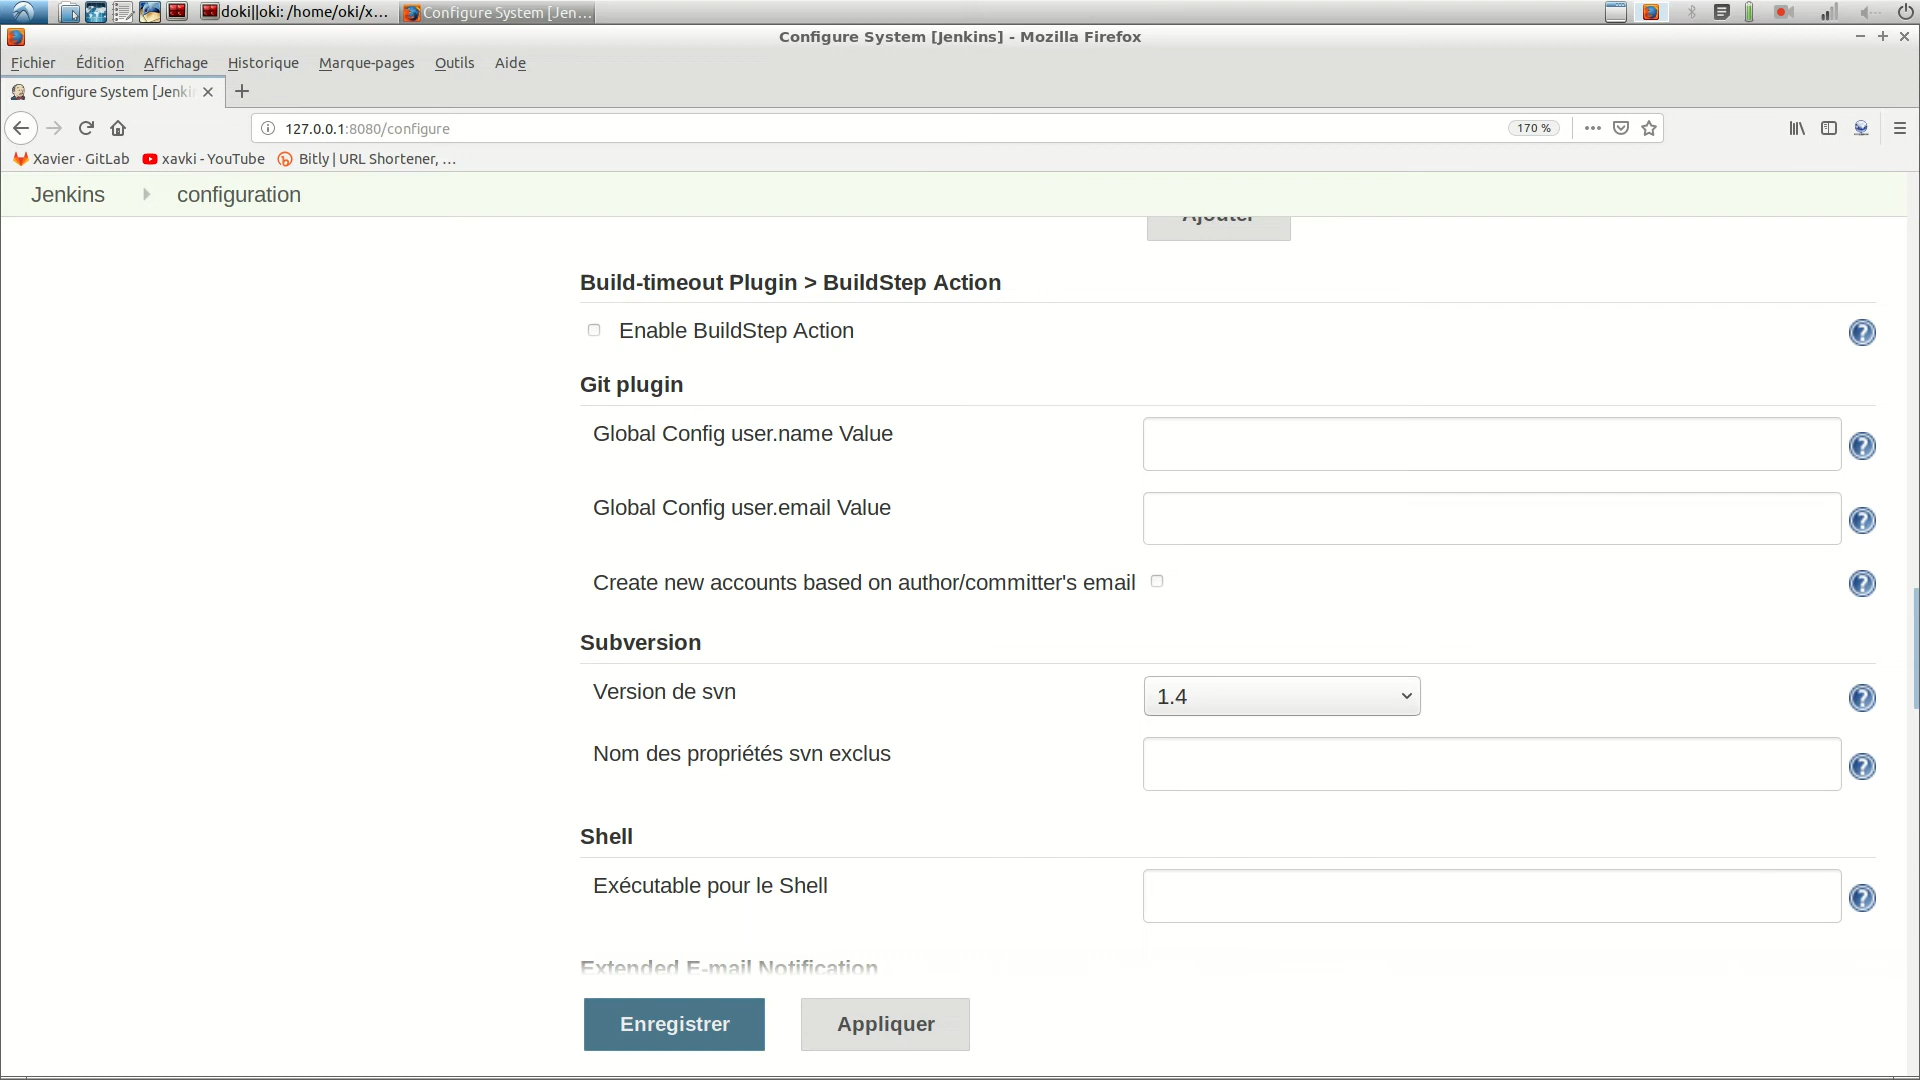 doki||oki: /home/oki/x...
Configure System [Jen...
Configure System [Jenkins] - Mozilla Firefox
Fichier Édition Affichage Historique Marque-pages Outils Aide
Configure System [Jenki
127.0.0.1:8080/configure
170 %
Xavier · GitLab xavki - YouTube Bitly | URL Shortener, ...
Jenkins configuration
Ajouter
Build-timeout Plugin > BuildStep Action
Enable BuildStep Action
Git plugin
Global Config user.name Value
Global Config user.email Value
Create new accounts based on author/committer's email
Subversion
Version de svn
1.4
Nom des propriétés svn exclus
Shell
Exécutable pour le Shell
Extended E-mail Notification
Enregistrer Appliquer